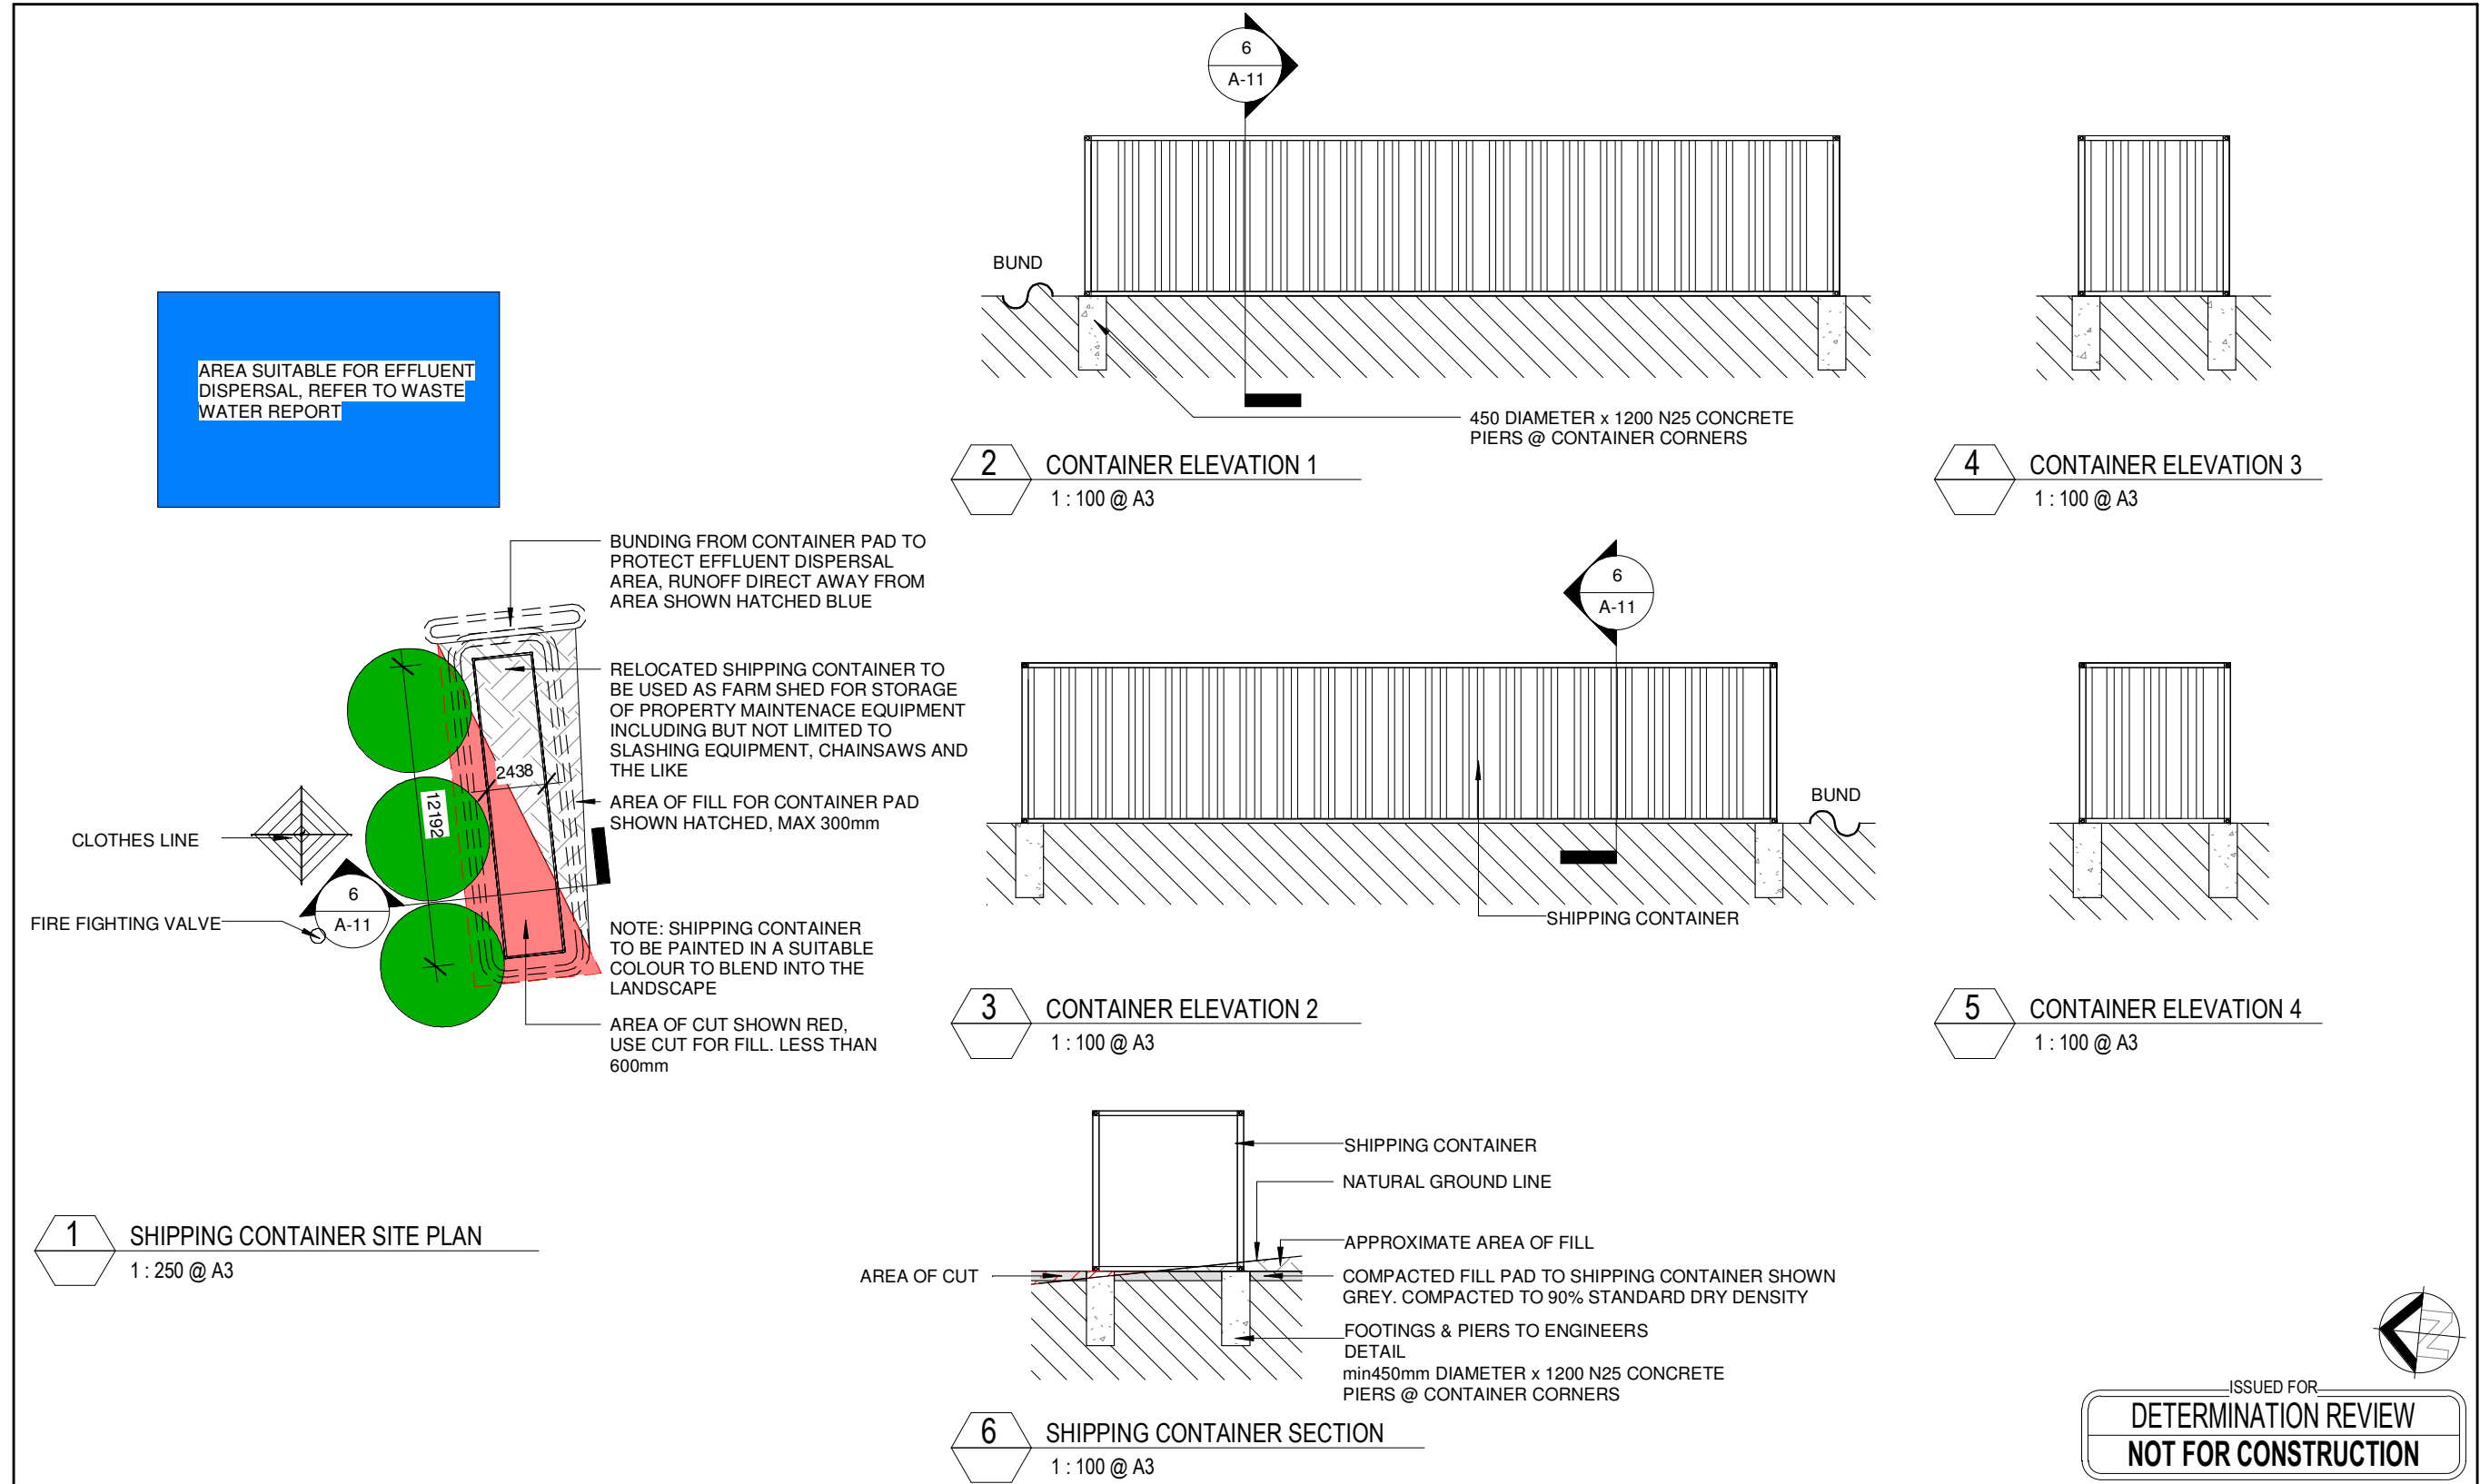 6
A-11
BUND
450 DIAMETER x 1200 N25 CONCRETE
PIERS @ CONTAINER CORNERS
2
CONTAINER ELEVATION 1
1 : 100 @ A3
4
CONTAINER ELEVATION 3
1 : 100 @ A3
AREA SUITABLE FOR EFFLUENT
DISPERSAL, REFER TO WASTE
WATER REPORT
BUNDING FROM CONTAINER PAD TO
PROTECT EFFLUENT DISPERSAL
AREA, RUNOFF DIRECT AWAY FROM
AREA SHOWN HATCHED BLUE
RELOCATED SHIPPING CONTAINER TO
BE USED AS FARM SHED FOR STORAGE
OF PROPERTY MAINTENACE EQUIPMENT
INCLUDING BUT NOT LIMITED TO
SLASHING EQUIPMENT, CHAINSAWS AND
THE LIKE
2438
12192
AREA OF FILL FOR CONTAINER PAD
SHOWN HATCHED, MAX 300mm
CLOTHES LINE
6
A-11
FIRE FIGHTING VALVE
NOTE: SHIPPING CONTAINER
TO BE PAINTED IN A SUITABLE
COLOUR TO BLEND INTO THE
LANDSCAPE
AREA OF CUT SHOWN RED,
USE CUT FOR FILL. LESS THAN
600mm
1
SHIPPING CONTAINER SITE PLAN
1 : 250 @ A3
6
A-11
BUND
SHIPPING CONTAINER
3
CONTAINER ELEVATION 2
1 : 100 @ A3
5
CONTAINER ELEVATION 4
1 : 100 @ A3
SHIPPING CONTAINER
NATURAL GROUND LINE
APPROXIMATE AREA OF FILL
AREA OF CUT
COMPACTED FILL PAD TO SHIPPING CONTAINER SHOWN
GREY. COMPACTED TO 90% STANDARD DRY DENSITY
FOOTINGS & PIERS TO ENGINEERS
DETAIL
min450mm DIAMETER x 1200 N25 CONCRETE
PIERS @ CONTAINER CORNERS
6
SHIPPING CONTAINER SECTION
1 : 100 @ A3
N
ISSUED FOR
DETERMINATION REVIEW
NOT FOR CONSTRUCTION